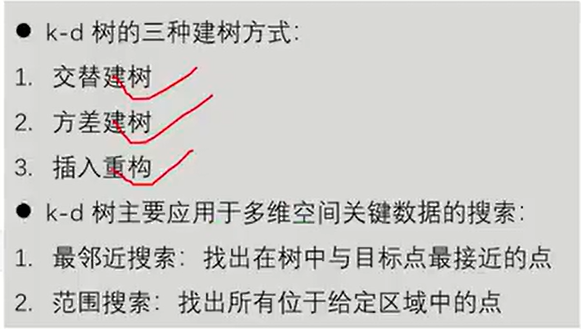 ● k-d 树的三种建树方式：
1. 交替建树
2. 方差建树
3. 插入重构
● k-d 树主要应用于多维空间关键数据的搜索：
1. 最邻近搜索：找出在树中与目标点最接近的点
2. 范围搜索：找出所有位于给定区域中的点